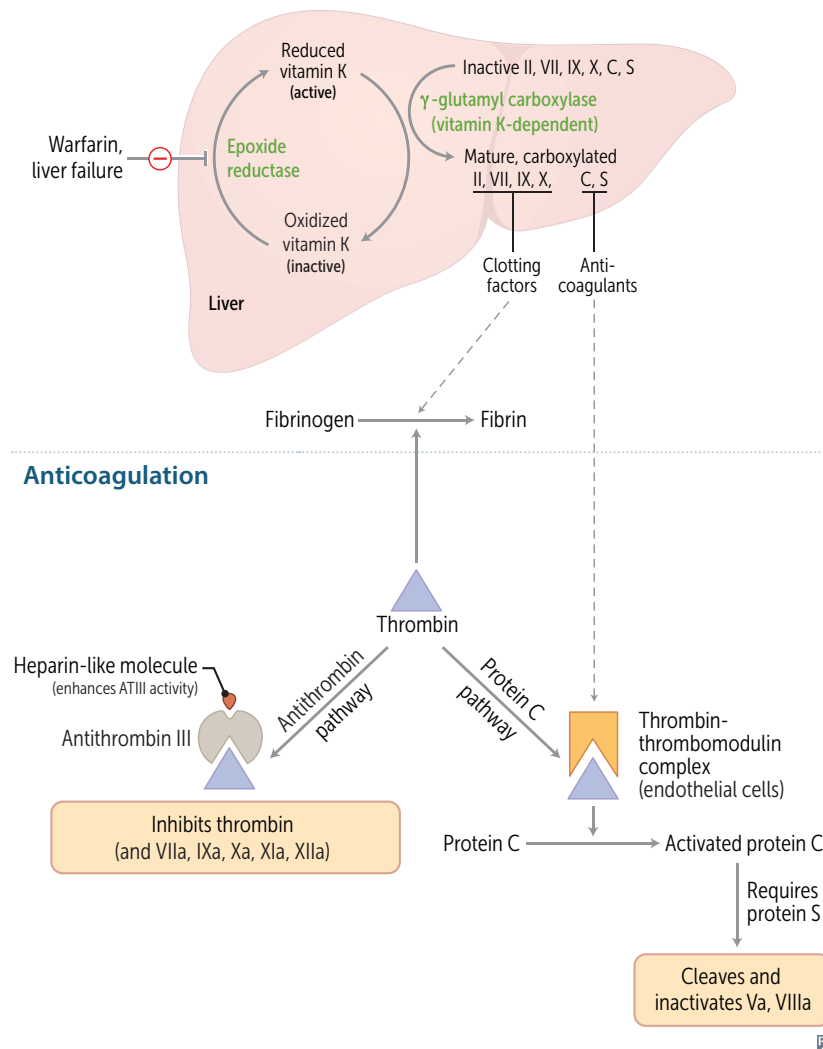 Reduced
vitamin K
(active)
Inactive II, VII, IX, X, C, S
γ-glutamyl carboxylase
(vitamin K-dependent)
Warfarin,
liver failure
−
Epoxide
reductase
Mature, carboxylated
II, VII, IX, X,
C, S
Oxidized
vitamin K
(inactive)
Liver
Clotting
factors
Anti-
coagulants
Fibrinogen
Fibrin
Anticoagulation
Thrombin
Heparin-like molecule
(enhances ATIII activity)
Antithrombin
pathway
Protein C
pathway
Antithrombin III
Thrombin-
thrombomodulin
complex
(endothelial cells)
Inhibits thrombin
(and VIIa, IXa, Xa, XIa, XIIa)
Protein C
Activated protein C
Requires
protein S
Cleaves and
inactivates Va, VIIIa